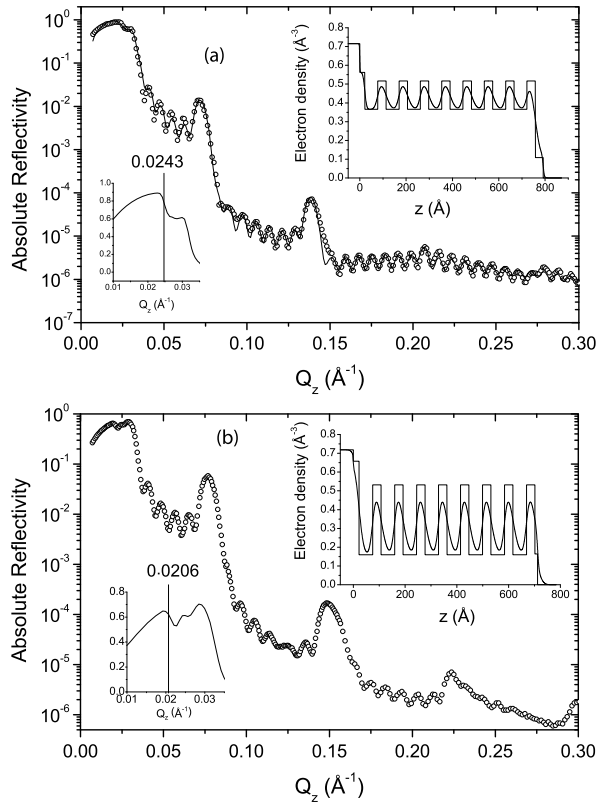 10⁰
10⁻¹
10⁻²
10⁻³
10⁻⁴
10⁻⁵
10⁻⁶
10⁻⁷
Absolute Reflectivity
(a)
0.8
0.7
0.6
0.5
0.4
0.3
0.2
0.1
0.0
Electron density (Å⁻³)
0 200 400 600 800
z (Å)
0.0243
1.0
0.8
0.6
0.4
0.2
0.0
0.01 0.02 0.03
Q_z (Å⁻¹)
0.00 0.05 0.10 0.15 0.20 0.25 0.30
Q_z (Å⁻¹)
10⁰
10⁻¹
10⁻²
10⁻³
10⁻⁴
10⁻⁵
10⁻⁶
Absolute Reflectivity
(b)
0.8
0.7
0.6
0.5
0.4
0.3
0.2
0.1
0.0
Electron density (Å⁻³)
0 200 400 600 800
z (Å)
0.0206
0.8
0.6
0.4
0.2
0.0
0.01 0.02 0.03
Q_z (Å⁻¹)
0.00 0.05 0.10 0.15 0.20 0.25 0.30
Q_z (Å⁻¹)